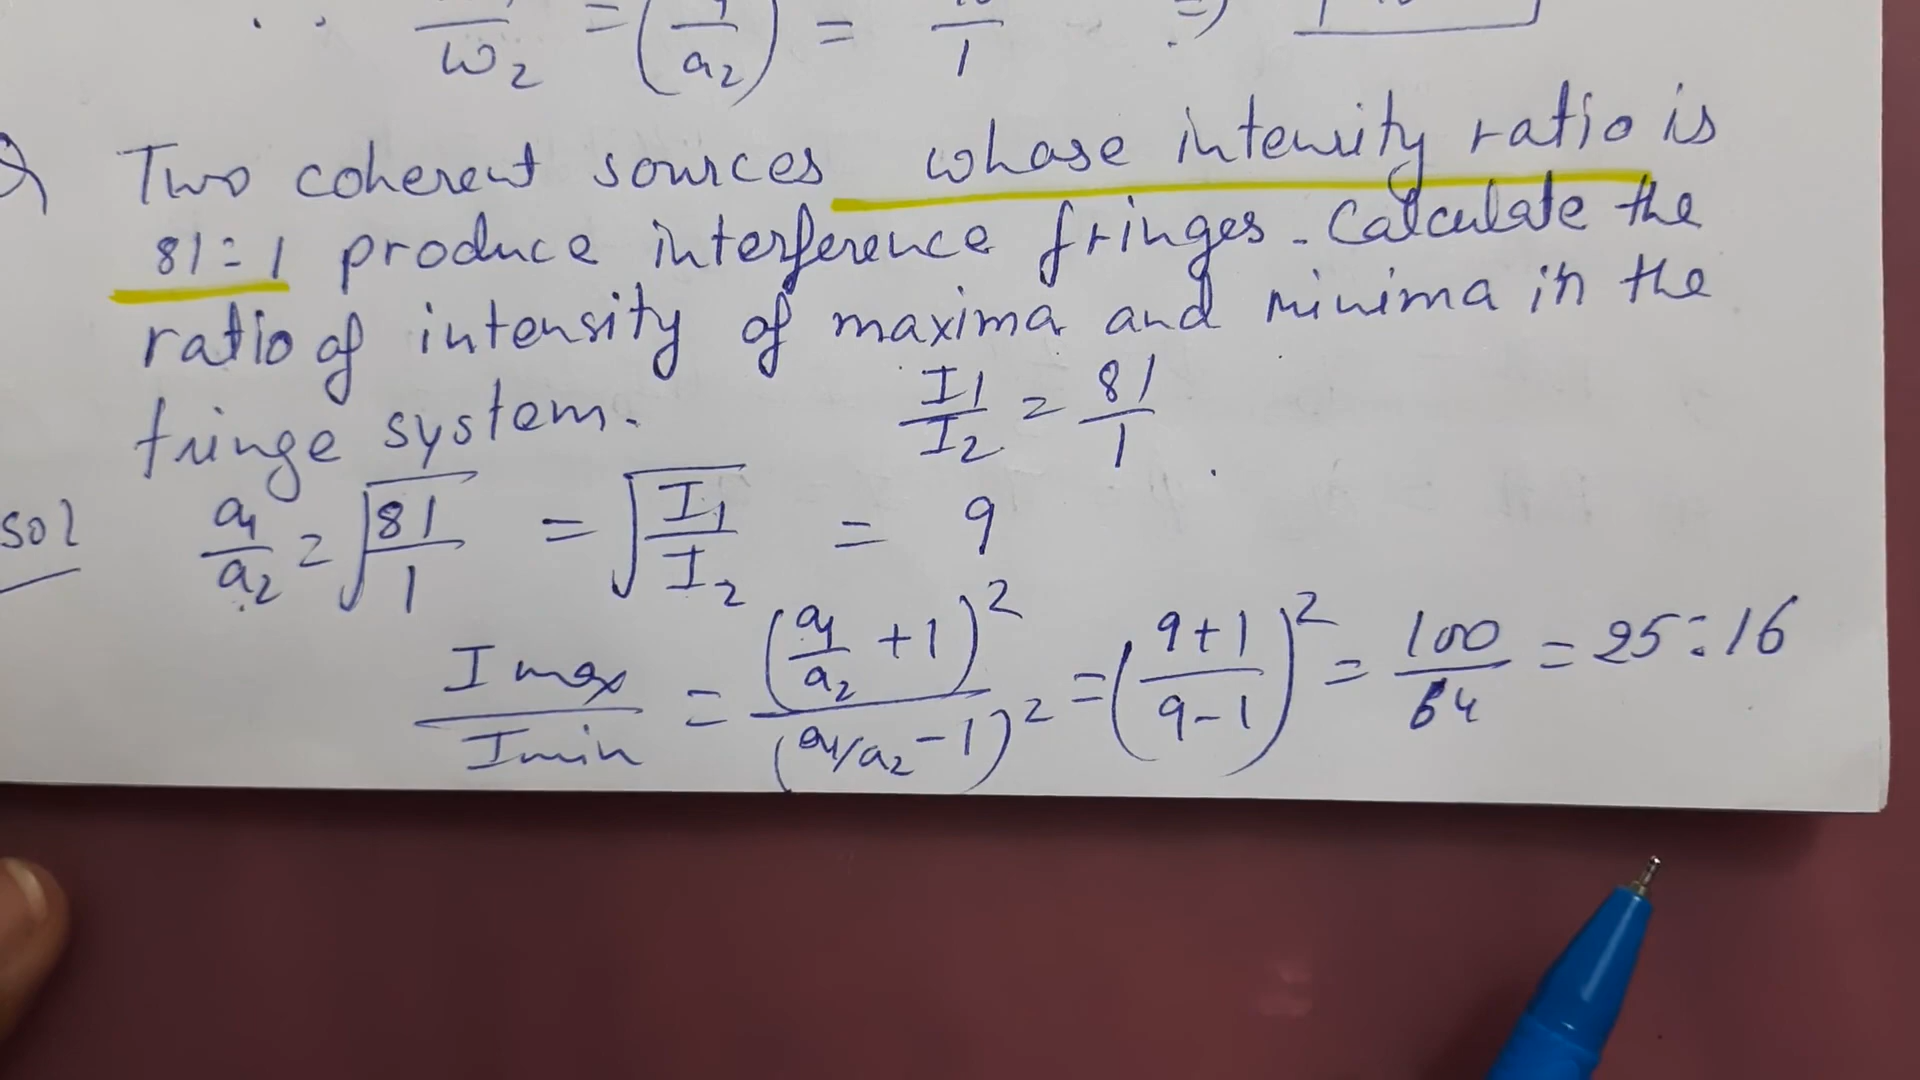 ω2 = ( a2 ) = 1 ⇒
Two coherent sources whose intensity ratio is
81:1 produce interference fringes. Calculate the
ratio of intensity of maxima and minima in the
fringe system. I1/I2 = 81/1
sol a1/a2 = √(81/1) = √(I1/I2) = 9
Imax/Imin = (a1/a2 + 1)² / (a1/a2 - 1)² = ((9+1)/(9-1))² = 100/64 = 25:16